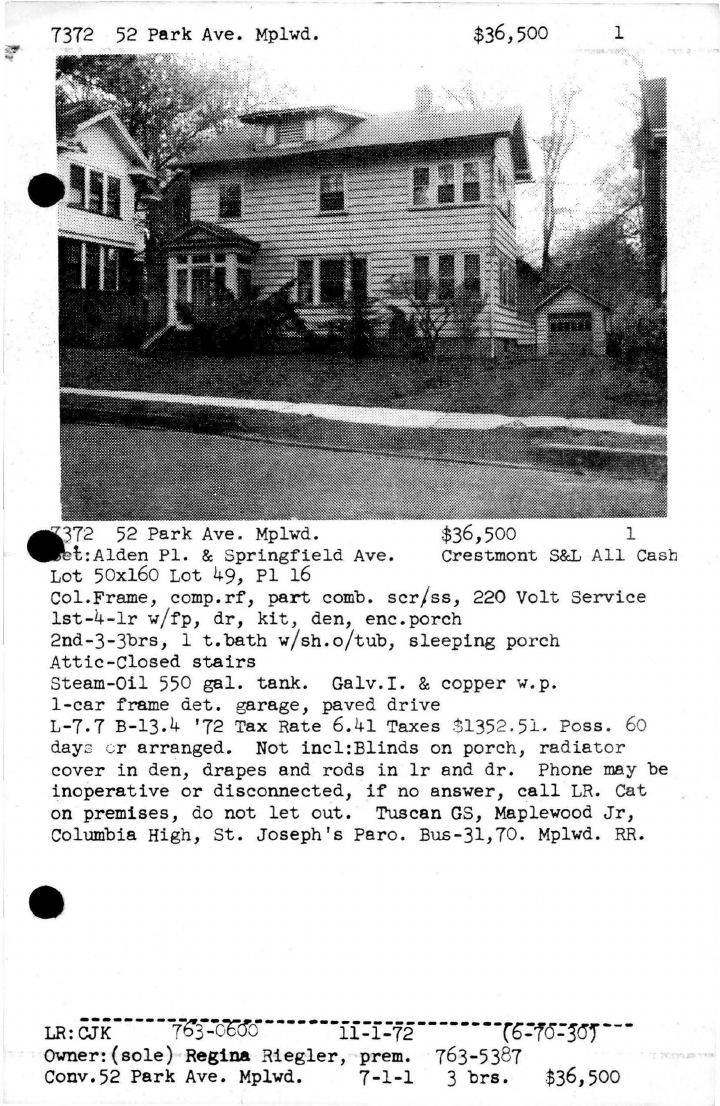 7372 52 Park Ave. Mplwd. $36,500 1
7372 52 Park Ave. Mplwd. $36,500 1
et:Alden Pl. & Springfield Ave. Crestmont S&L All Cash
Lot 50x160 Lot 49, Pl 16
Col.Frame, comp.rf, part comb. scr/ss, 220 Volt Service
1st-4-lr w/fp, dr, kit, den, enc.porch
2nd-3-3brs, 1 t.bath w/sh.o/tub, sleeping porch
Attic-Closed stairs
Steam-Oil 550 gal. tank. Galv.I. & copper w.p.
1-car frame det. garage, paved drive
L-7.7 B-13.4 '72 Tax Rate 6.41 Taxes $1352.51. Poss. 60
days or arranged. Not incl:Blinds on porch, radiator
cover in den, drapes and rods in lr and dr. Phone may be
inoperative or disconnected, if no answer, call LR. Cat
on premises, do not let out. Tuscan GS, Maplewood Jr,
Columbia High, St. Joseph's Paro. Bus-31,70. Mplwd. RR.
LR:CJK 763-0600 11-1-72 (6-70-30)
Owner:(sole) Regina Riegler, prem. 763-5387
Conv.52 Park Ave. Mplwd. 7-1-1 3 brs. $36,500